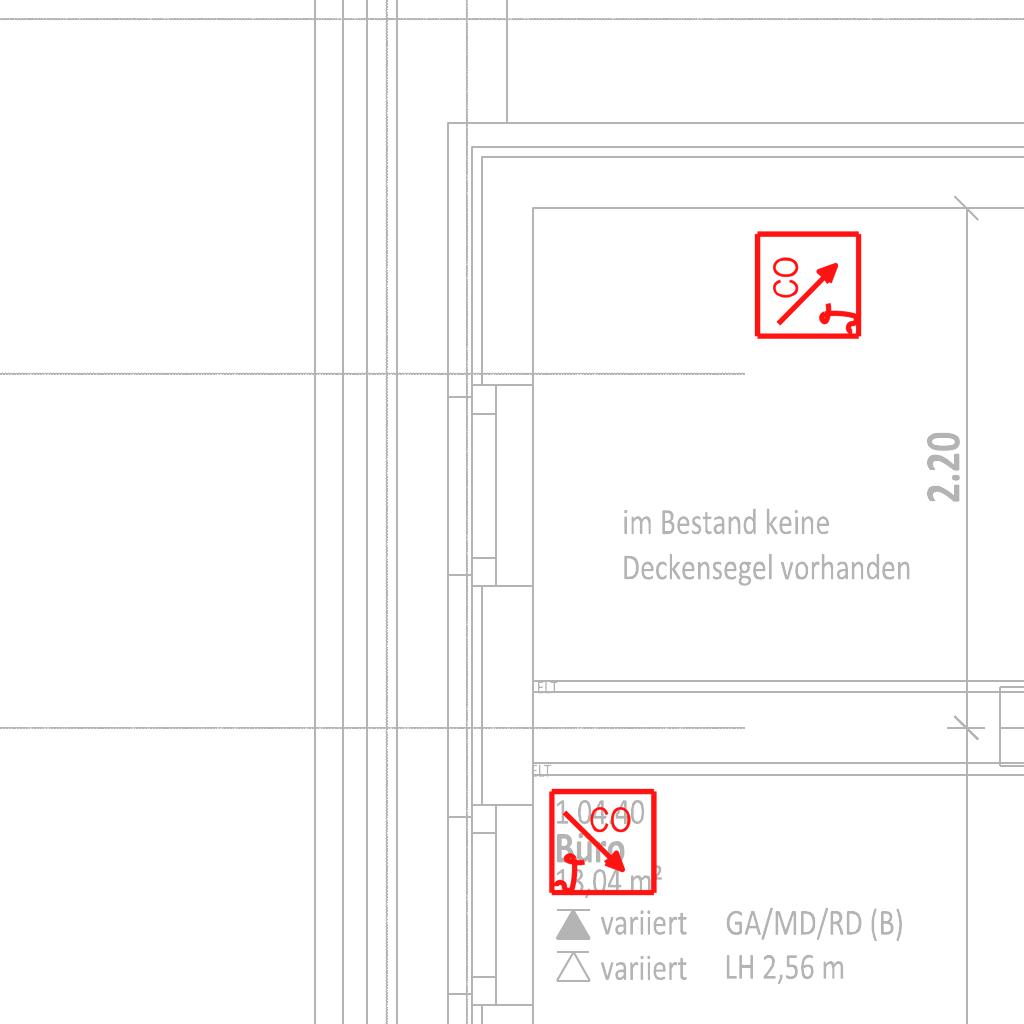 CO
2.20
im Bestand keine
Deckensegel vorhanden
ELT
ELT
1.04.40
CO
Büro
13,04 m²
variiert GA/MD/RD (B)
variiert LH 2,56 m